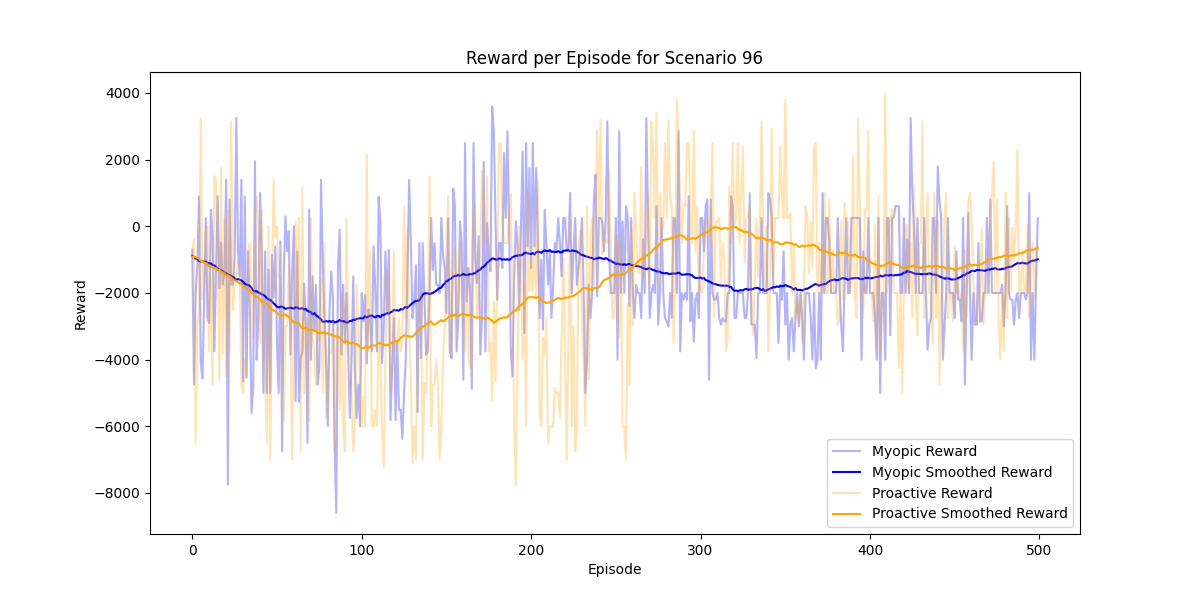 Reward per Episode for Scenario 96
4000
2000
0
−2000
−4000
−6000
−8000
Reward
0 100 200 300 400 500
Episode
Myopic Reward
Myopic Smoothed Reward
Proactive Reward
Proactive Smoothed Reward